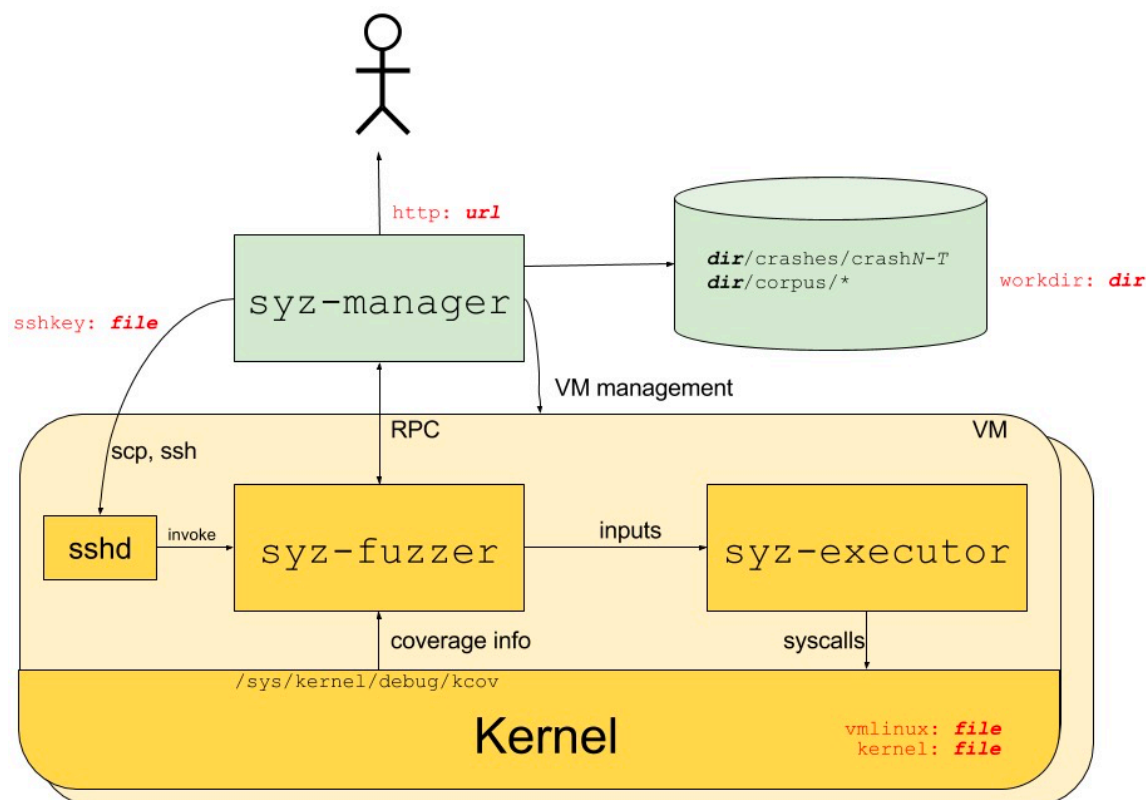 http: url
syz-manager
dir/crashes/crashN-T
dir/corpus/*
workdir: dir
sshkey: file
VM management
RPC
VM
scp, ssh
sshd
invoke
syz-fuzzer
inputs
syz-executor
coverage info
syscalls
/sys/kernel/debug/kcov
Kernel
vmlinux: file
kernel: file